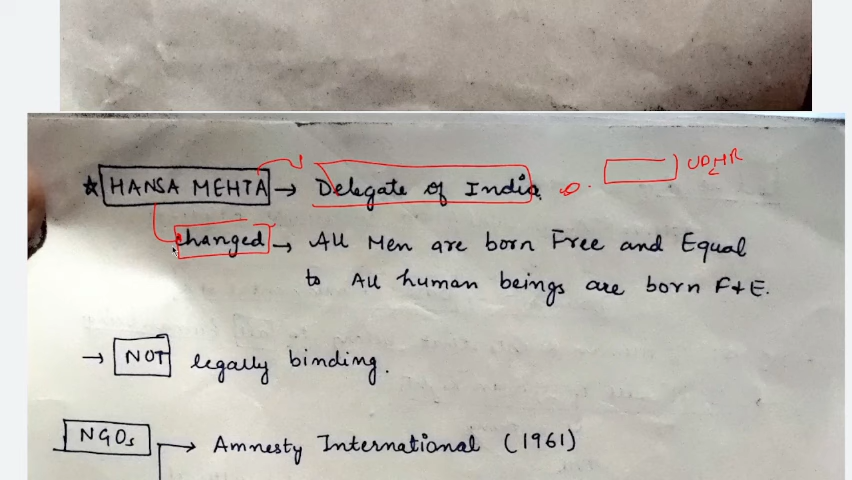 ★ HANSA MEHTA → Delegate of India. UDHR
changed → All Men are born Free and Equal
to All human beings are born F & E.
→ NOT legally binding.
NGOs → Amnesty International (1961)